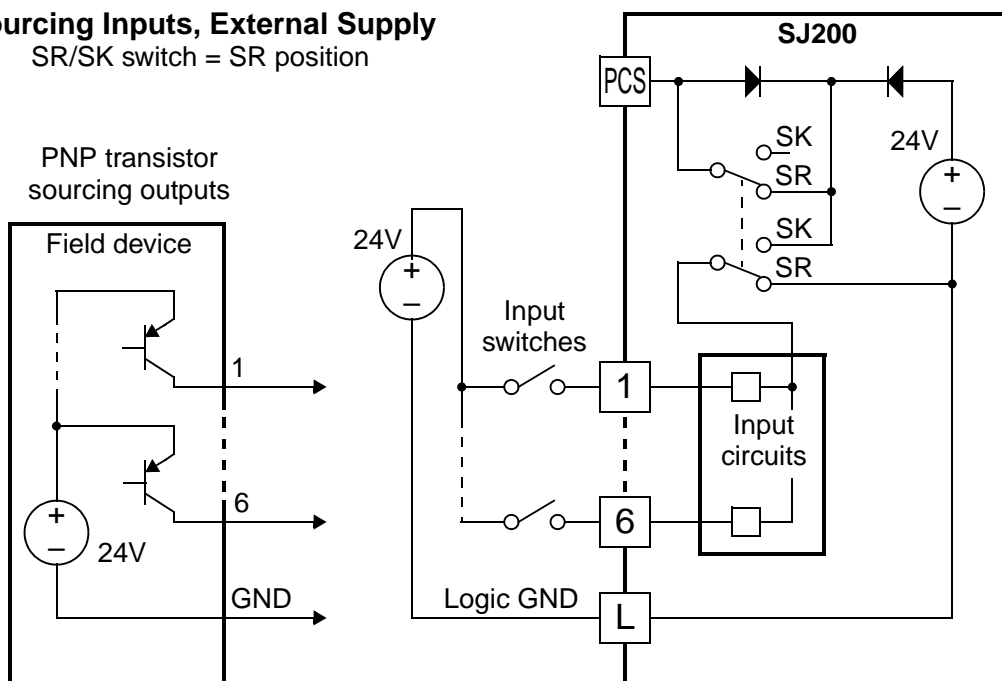 ourcing Inputs, External Supply
SR/SK switch = SR position
SJ200
PCS
SK
SR
24V
+
–
SK
SR
PNP transistor
sourcing outputs
Field device
1
6
+
–
24V
GND
24V
+
–
Input
switches
1
6
Input
circuits
Logic GND
L